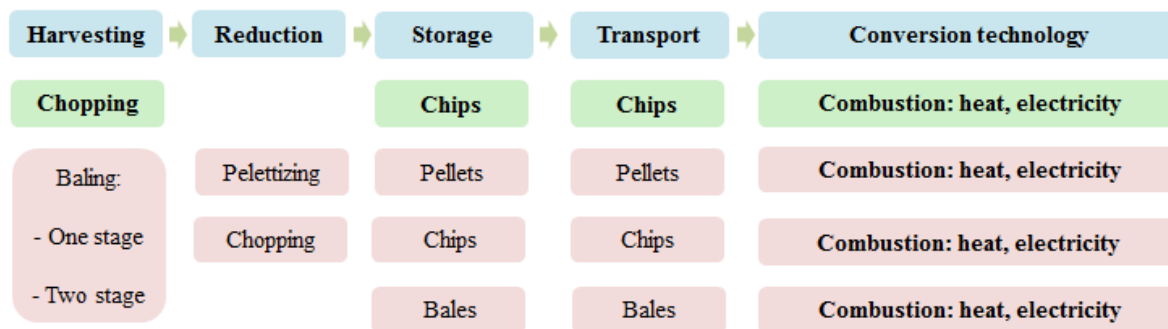 Harvesting Reduction Storage Transport Conversion technology
Chopping Chips Chips Combustion: heat, electricity
Baling: Pelettizing Pellets Pellets Combustion: heat, electricity
- One stage Chopping Chips Chips Combustion: heat, electricity
- Two stage Bales Bales Combustion: heat, electricity